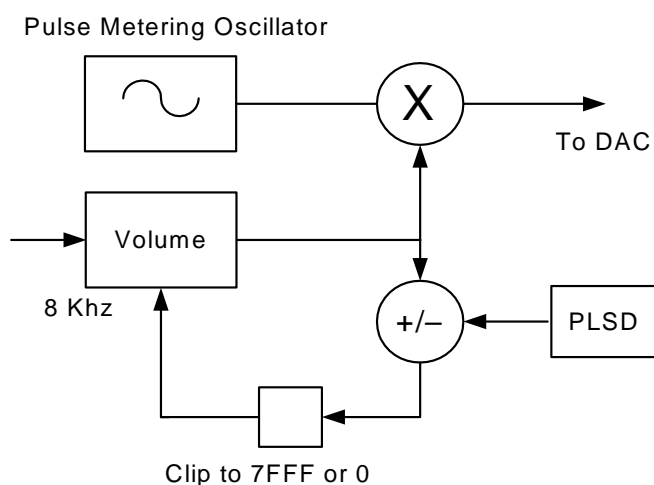 Pulse Metering Oscillator
X
To DAC
Volume
8 Khz
+/–
PLSD
Clip to 7FFF or 0